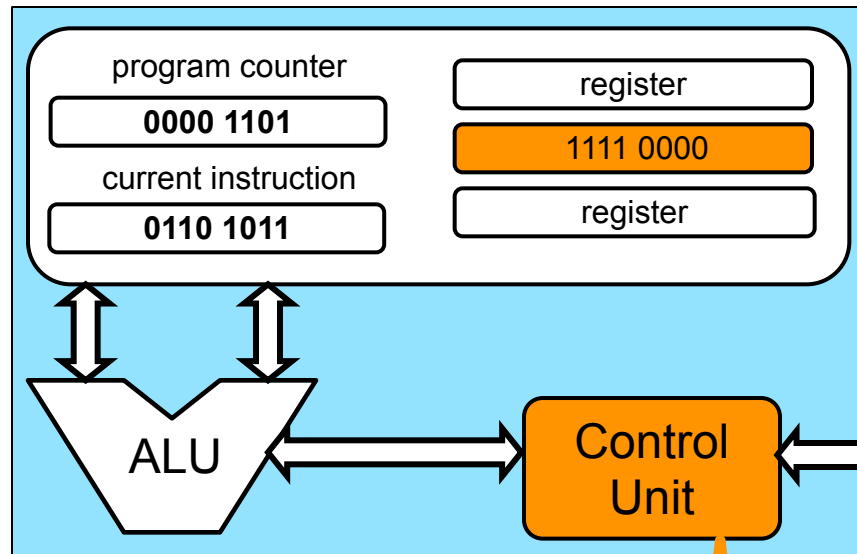 program counter
0000 1101
current instruction
0110 1011
register
1111 0000
register
ALU
Control
Unit